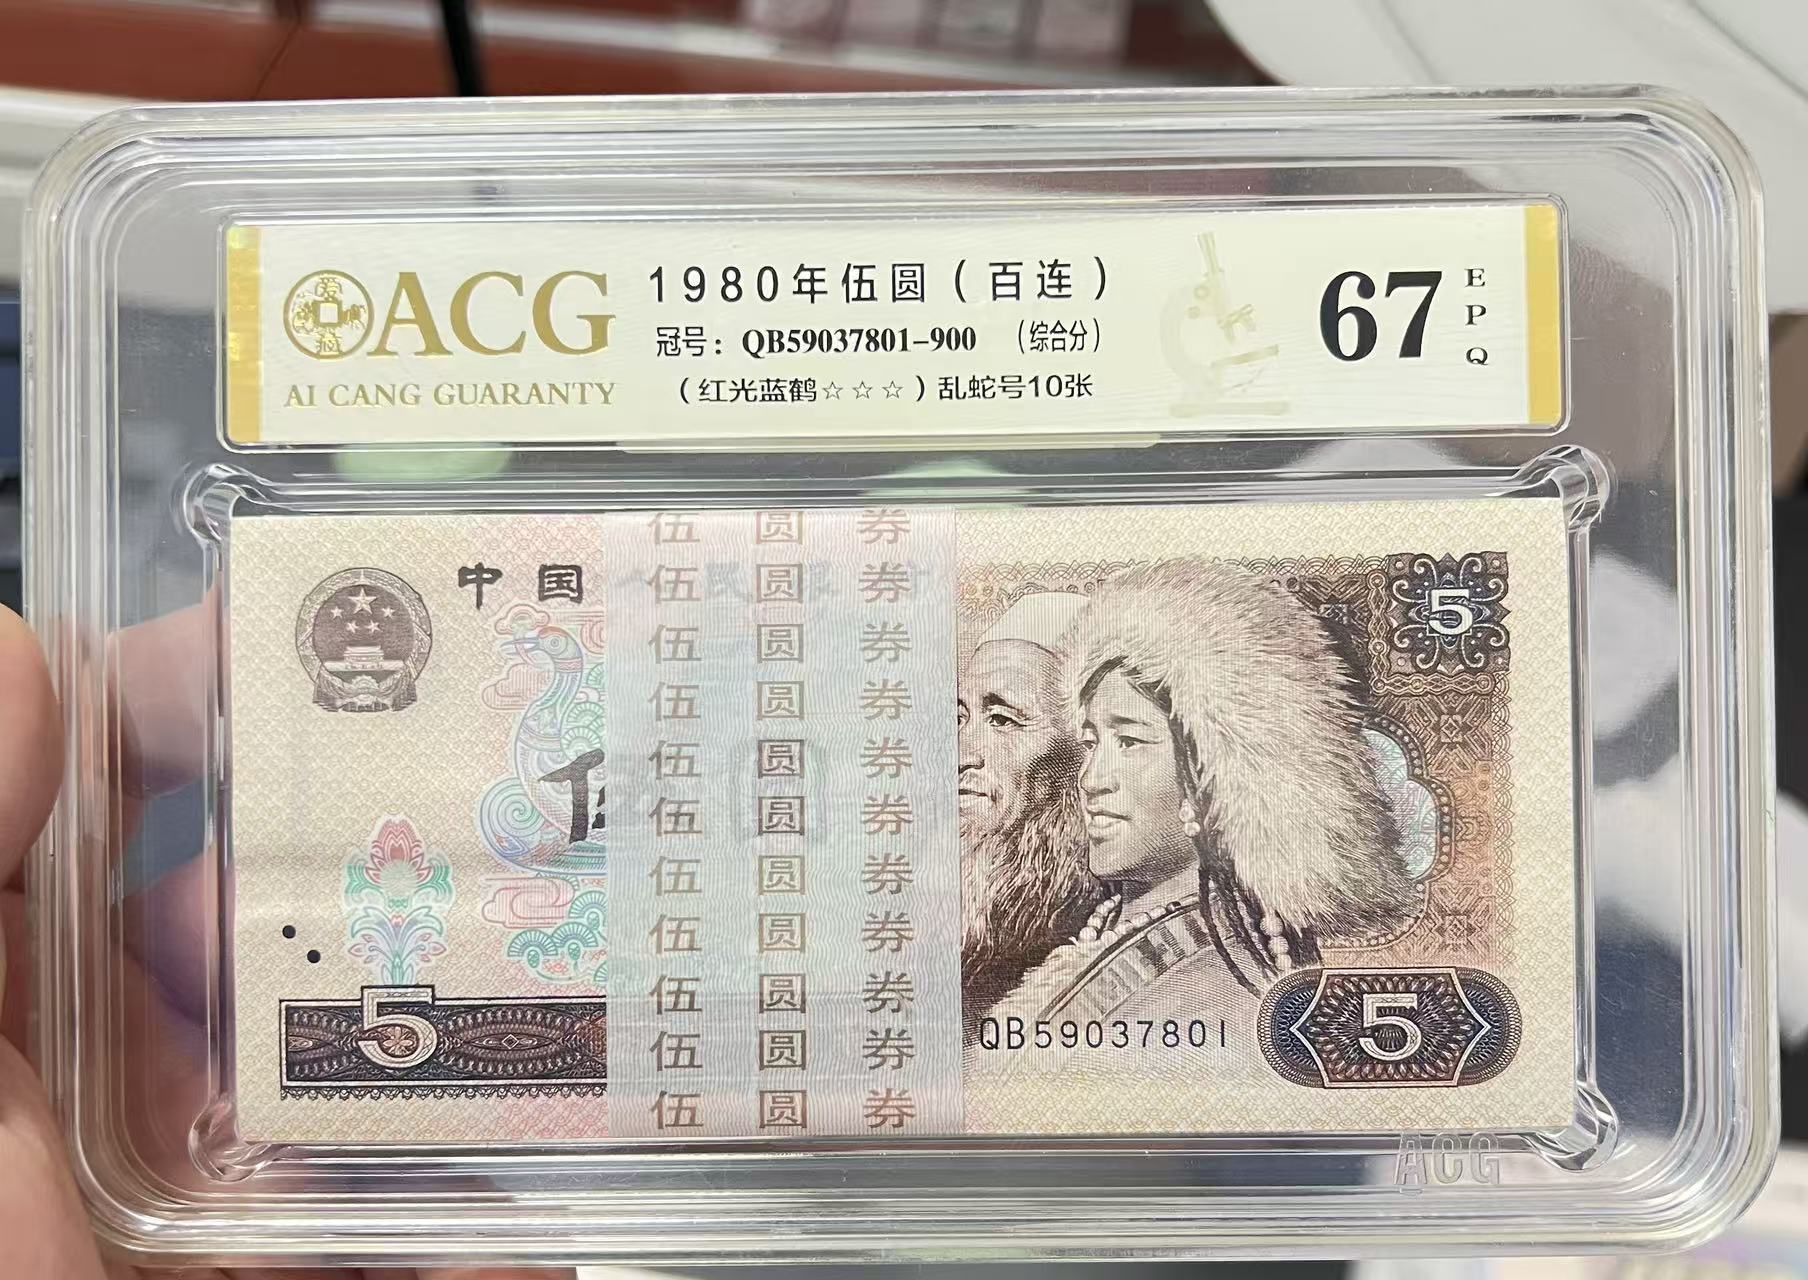 ACG
AI CANG GUARANTY
1980年伍圆（百连）
冠号：QB59037801-900 （综合分）
（红光蓝鹤☆☆☆）乱蛇号10张
67
EPQ
伍 圆 券
中国 伍 圆 券
5
伍 圆 券
伍 圆 券
伍 圆 券
伍 圆 券
伍 圆 券
伍 圆 券
伍 圆 券
伍 圆 券
5 伍 圆 券 QB59037801 5
伍 圆 券
ACG